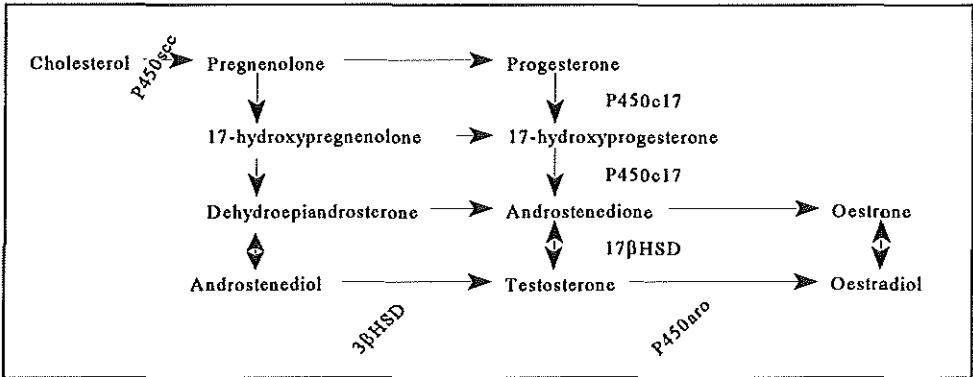 Cholesterol P450scc Pregnenolone Progesterone
P450c17
17-hydroxypregnenolone 17-hydroxyprogesterone
P450c17
Dehydroepiandrosterone Androstenedione Oestrone
17βHSD
Androstenediol Testosterone Oestradiol
3βHSD P450aro